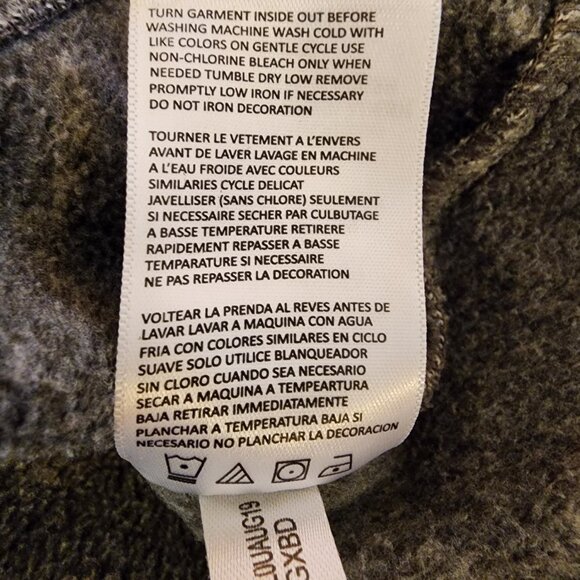 TURN GARMENT INSIDE OUT BEFORE
WASHING MACHINE WASH COLD WITH
LIKE COLORS ON GENTLE CYCLE USE
NON-CHLORINE BLEACH ONLY WHEN
NEEDED TUMBLE DRY LOW REMOVE
PROMPTLY LOW IRON IF NECESSARY
DO NOT IRON DECORATION
TOURNER LE VETEMENT A L'ENVERS
AVANT DE LAVER LAVAGE EN MACHINE
A L'EAU FROIDE AVEC COULEURS
SIMILARIES CYCLE DELICAT
JAVELLISER (SANS CHLORE) SEULEMENT
SI NECESSAIRE SECHER PAR CULBUTAGE
A BASSE TEMPERATURE RETIRERE
RAPIDEMENT REPASSER A BASSE
TEMPARATURE SI NECESSAIRE
NE PAS REPASSER LA DECORATION
VOLTEAR LA PRENDA AL REVES ANTES DE
LAVAR LAVAR A MAQUINA CON AGUA
FRIA CON COLORES SIMILARES EN CICLO
SUAVE SOLO UTILICE BLANQUEADOR
SIN CLORO CUANDO SEA NECESARIO
SECAR A MAQUINA A TEMPEARTURA
BAJA RETIRAR IMMEDIATAMENTE
PLANCHAR A TEMPERATURA BAJA SI
NECESARIO NO PLANCHAR LA DECORACION
GXBD